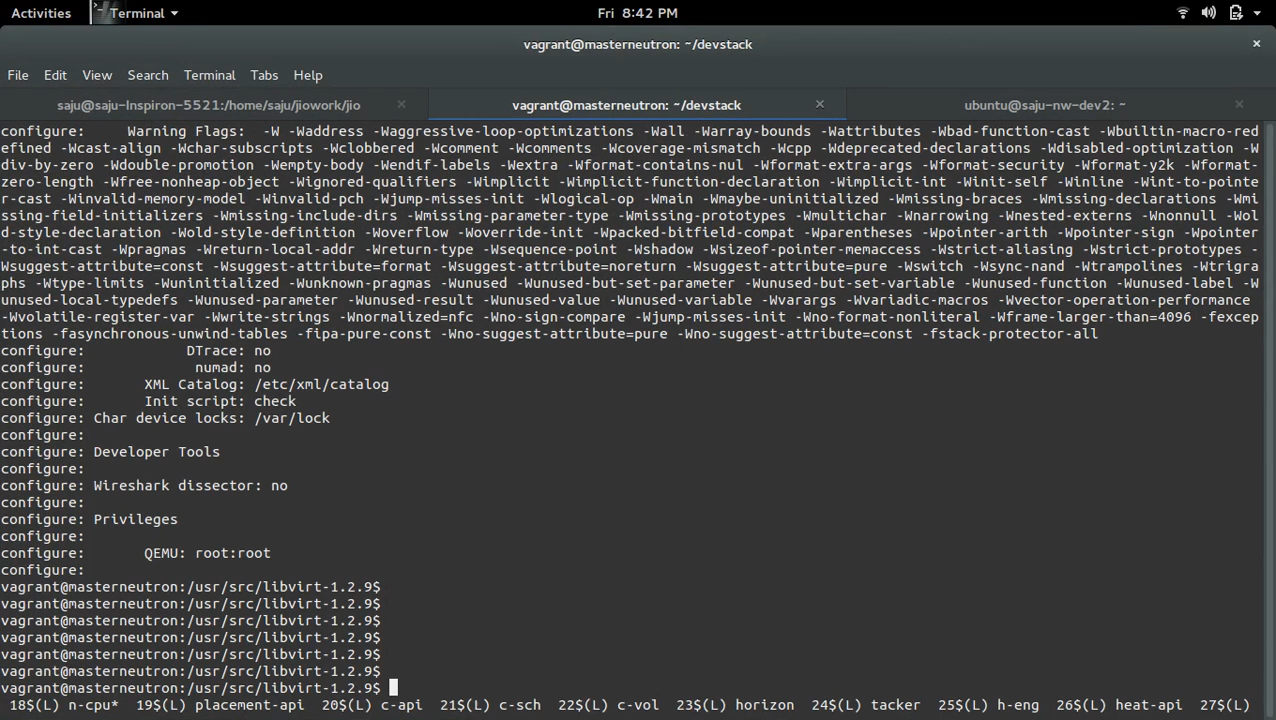 Activities Terminal Fri 8:42 PM
vagrant@masterneutron: ~/devstack ×
File Edit View Search Terminal Tabs Help
saju@saju-Inspiron-5521:/home/saju/jiowork/jio × vagrant@masterneutron: ~/devstack × ubuntu@saju-nw-dev2: ~ ×
configure:     Warning Flags:  -W -Waddress -Waggressive-loop-optimizations -Wall -Warray-bounds -Wattributes -Wbad-function-cast -Wbuiltin-macro-red
efined -Wcast-align -Wchar-subscripts -Wclobbered -Wcomment -Wcomments -Wcoverage-mismatch -Wcpp -Wdeprecated-declarations -Wdisabled-optimization -W
div-by-zero -Wdouble-promotion -Wempty-body -Wendif-labels -Wextra -Wformat-contains-nul -Wformat-extra-args -Wformat-security -Wformat-y2k -Wformat-
zero-length -Wfree-nonheap-object -Wignored-qualifiers -Wimplicit -Wimplicit-function-declaration -Wimplicit-int -Winit-self -Winline -Wint-to-pointe
r-cast -Winvalid-memory-model -Winvalid-pch -Wjump-misses-init -Wlogical-op -Wmain -Wmaybe-uninitialized -Wmissing-braces -Wmissing-declarations -Wmi
ssing-field-initializers -Wmissing-include-dirs -Wmissing-parameter-type -Wmissing-prototypes -Wmultichar -Wnarrowing -Wnested-externs -Wnonnull -Wol
d-style-declaration -Wold-style-definition -Woverflow -Woverride-init -Wpacked-bitfield-compat -Wparentheses -Wpointer-arith -Wpointer-sign -Wpointer
-to-int-cast -Wpragmas -Wreturn-local-addr -Wreturn-type -Wsequence-point -Wshadow -Wsizeof-pointer-memaccess -Wstrict-aliasing -Wstrict-prototypes -
Wsuggest-attribute=const -Wsuggest-attribute=format -Wsuggest-attribute=noreturn -Wsuggest-attribute=pure -Wswitch -Wsync-nand -Wtrampolines -Wtrigra
phs -Wtype-limits -Wuninitialized -Wunknown-pragmas -Wunused -Wunused-but-set-parameter -Wunused-but-set-variable -Wunused-function -Wunused-label -W
unused-local-typedefs -Wunused-parameter -Wunused-result -Wunused-value -Wunused-variable -Wvarargs -Wvariadic-macros -Wvector-operation-performance
-Wvolatile-register-var -Wwrite-strings -Wnormalized=nfc -Wno-sign-compare -Wjump-misses-init -Wno-format-nonliteral -Wframe-larger-than=4096 -fexcep
tions -fasynchronous-unwind-tables -fipa-pure-const -Wno-suggest-attribute=pure -Wno-suggest-attribute=const -fstack-protector-all
configure:            DTrace: no
configure:             numad: no
configure:       XML Catalog: /etc/xml/catalog
configure:       Init script: check
configure: Char device locks: /var/lock
configure:
configure: Developer Tools
configure:
configure: Wireshark dissector: no
configure:
configure: Privileges
configure:
configure:       QEMU: root:root
configure:
vagrant@masterneutron:/usr/src/libvirt-1.2.9$
vagrant@masterneutron:/usr/src/libvirt-1.2.9$
vagrant@masterneutron:/usr/src/libvirt-1.2.9$
vagrant@masterneutron:/usr/src/libvirt-1.2.9$
vagrant@masterneutron:/usr/src/libvirt-1.2.9$
vagrant@masterneutron:/usr/src/libvirt-1.2.9$
vagrant@masterneutron:/usr/src/libvirt-1.2.9$
18$(L) n-cpu*  19$(L) placement-api  20$(L) c-api  21$(L) c-sch  22$(L) c-vol  23$(L) horizon  24$(L) tacker  25$(L) h-eng  26$(L) heat-api  27$(L)